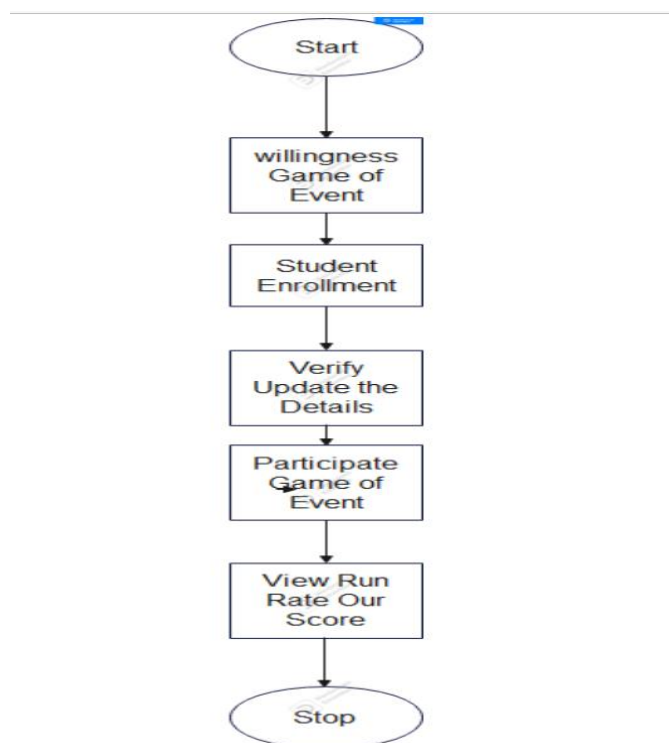 Start
willingness
Game of
Event
Student
Enrollment
Verify
Update the
Details
Participate
Game of
Event
View Run
Rate Our
Score
Stop